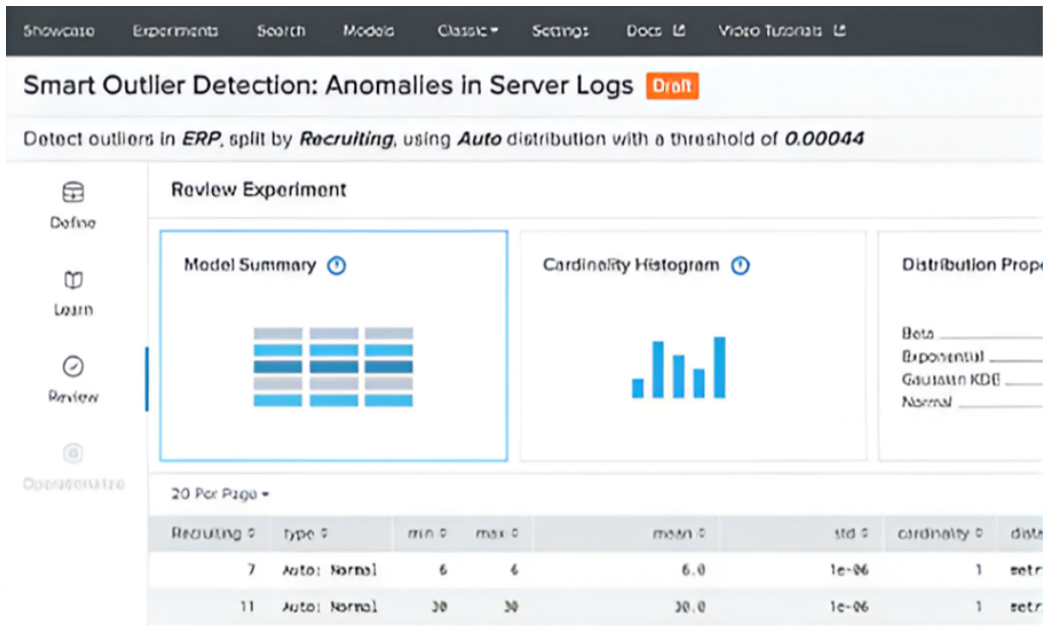 Showcase Experiments Search Models Classic Settings Docs Video Tutorials
Smart Outlier Detection: Anomalies in Server Logs Draft
Detect outliers in ERP, split by Recruiting, using Auto distribution with a threshold of 0.00044
Define
Learn
Review
Operationalize
Review Experiment
Model Summary
Cardinality Histogram
Distribution Prope
Beta
Exponential
Gaussian KDE
Normal
20 Per Page
Recruiting type min max mean std cardinality dist
7 Auto: Normal 6 6 6.0 1e-06 1 metr
11 Auto: Normal 30 30 30.0 1e-06 1 metr